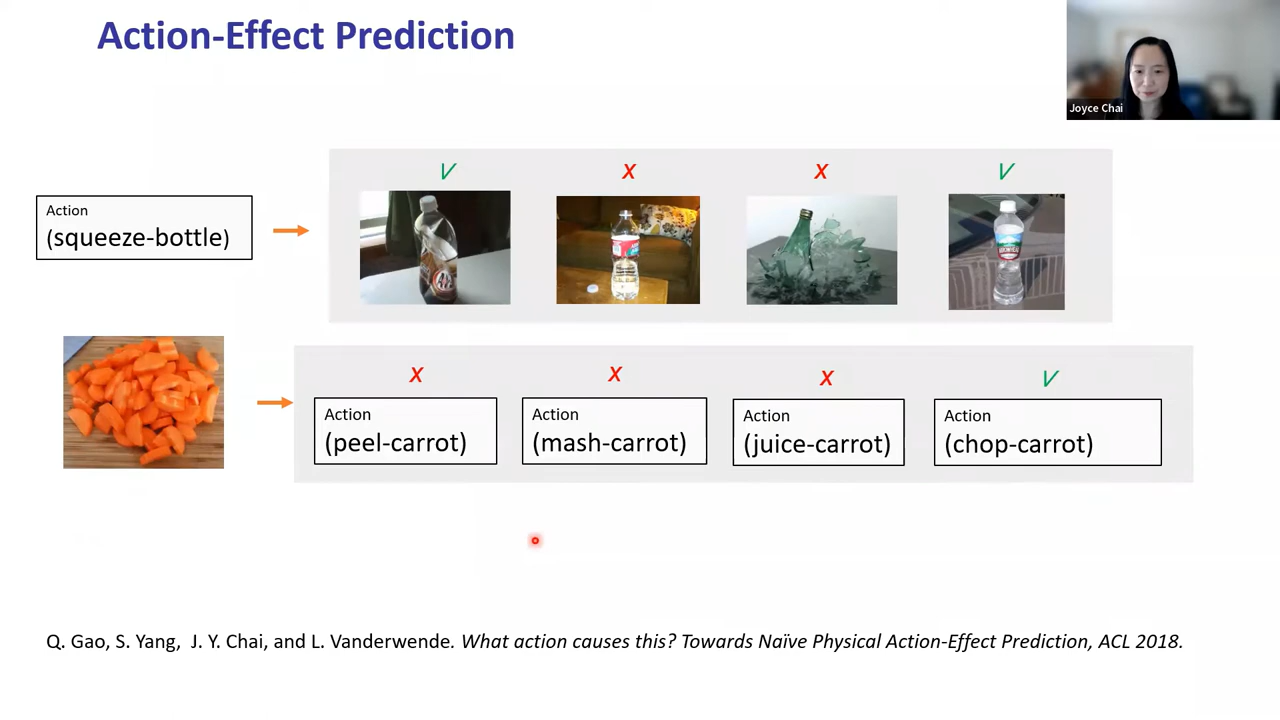 Action-Effect Prediction
Joyce Chai
V X X V
Action
(squeeze-bottle)
X X X V
Action
(peel-carrot)
Action
(mash-carrot)
Action
(juice-carrot)
Action
(chop-carrot)
Q. Gao, S. Yang, J. Y. Chai, and L. Vanderwende. What action causes this? Towards Naïve Physical Action-Effect Prediction, ACL 2018.